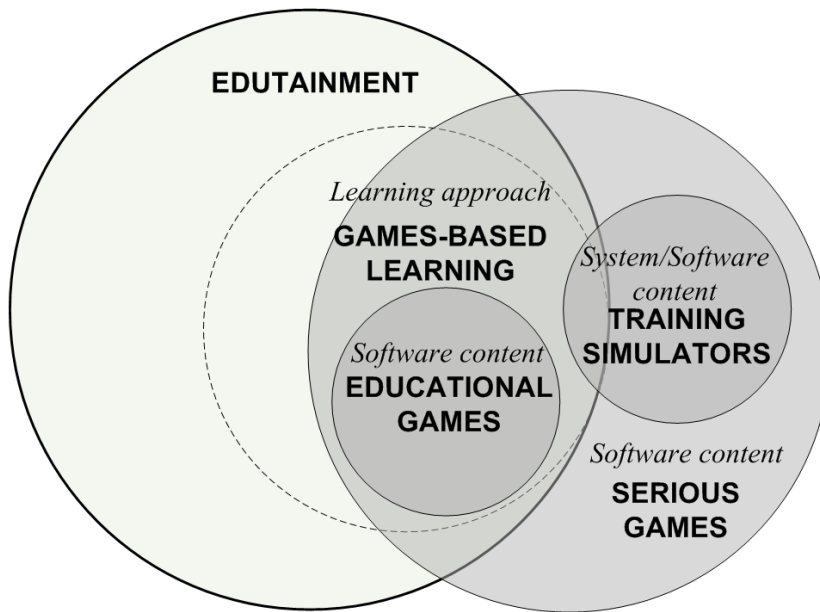 EDUTAINMENT
Learning approach
GAMES-BASED
LEARNING
System/Software
content
TRAINING
SIMULATORS
Software content
EDUCATIONAL
GAMES
Software content
SERIOUS
GAMES